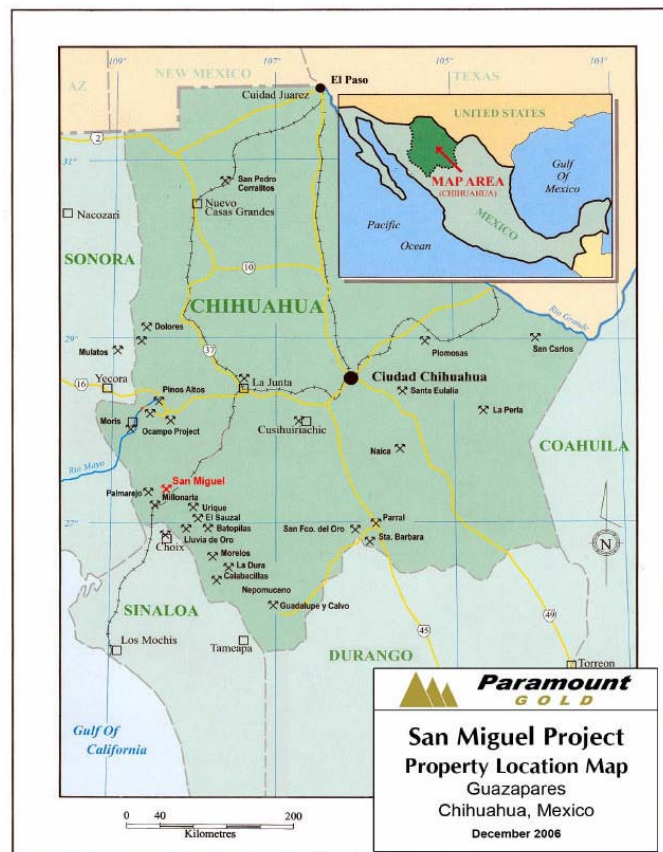 109°
107°
105°
103°
AZ
NEW MEXICO
El Paso
TEXAS
Cuidad Juarez
2
31°
San Pedro
Corralitos
Nacozari
Nuevo
Casas Grandes
SONORA
10
CHIHUAHUA
UNITED STATES
MAP AREA
(CHIHUAHUA)
Gulf
Of
Mexico
MEXICO
Pacific
Ocean
Rio Grande
Dolores
29°
29°
Mulatos
37
Plomosas
San Carlos
16
Yecora
La Junta
Ciudad Chihuahua
Pinos Altos
Santa Eulalia
La Perla
Moris
Ocampo Project
Cusihuiriachic
COAHUILA
Naica
Rio Mayo
San Miguel
Palmarejo
Millonaria
Urique
El Sauzal
27°
27°
Batopilas
San Fco. del Oro
Parral
Lluvia de Oro
Sta. Barbara
Choix
Morelos
La Dura
Calabacillas
Nepomuceno
N
SINALOA
Guadalupe y Calvo
49
45
Los Mochis
Tameapa
DURANGO
Torreon
Gulf Of
California
Paramount
GOLD
San Miguel Project
Property Location Map
Guazapares
Chihuahua, Mexico
December 2006
0 40 120 200
Kilometres